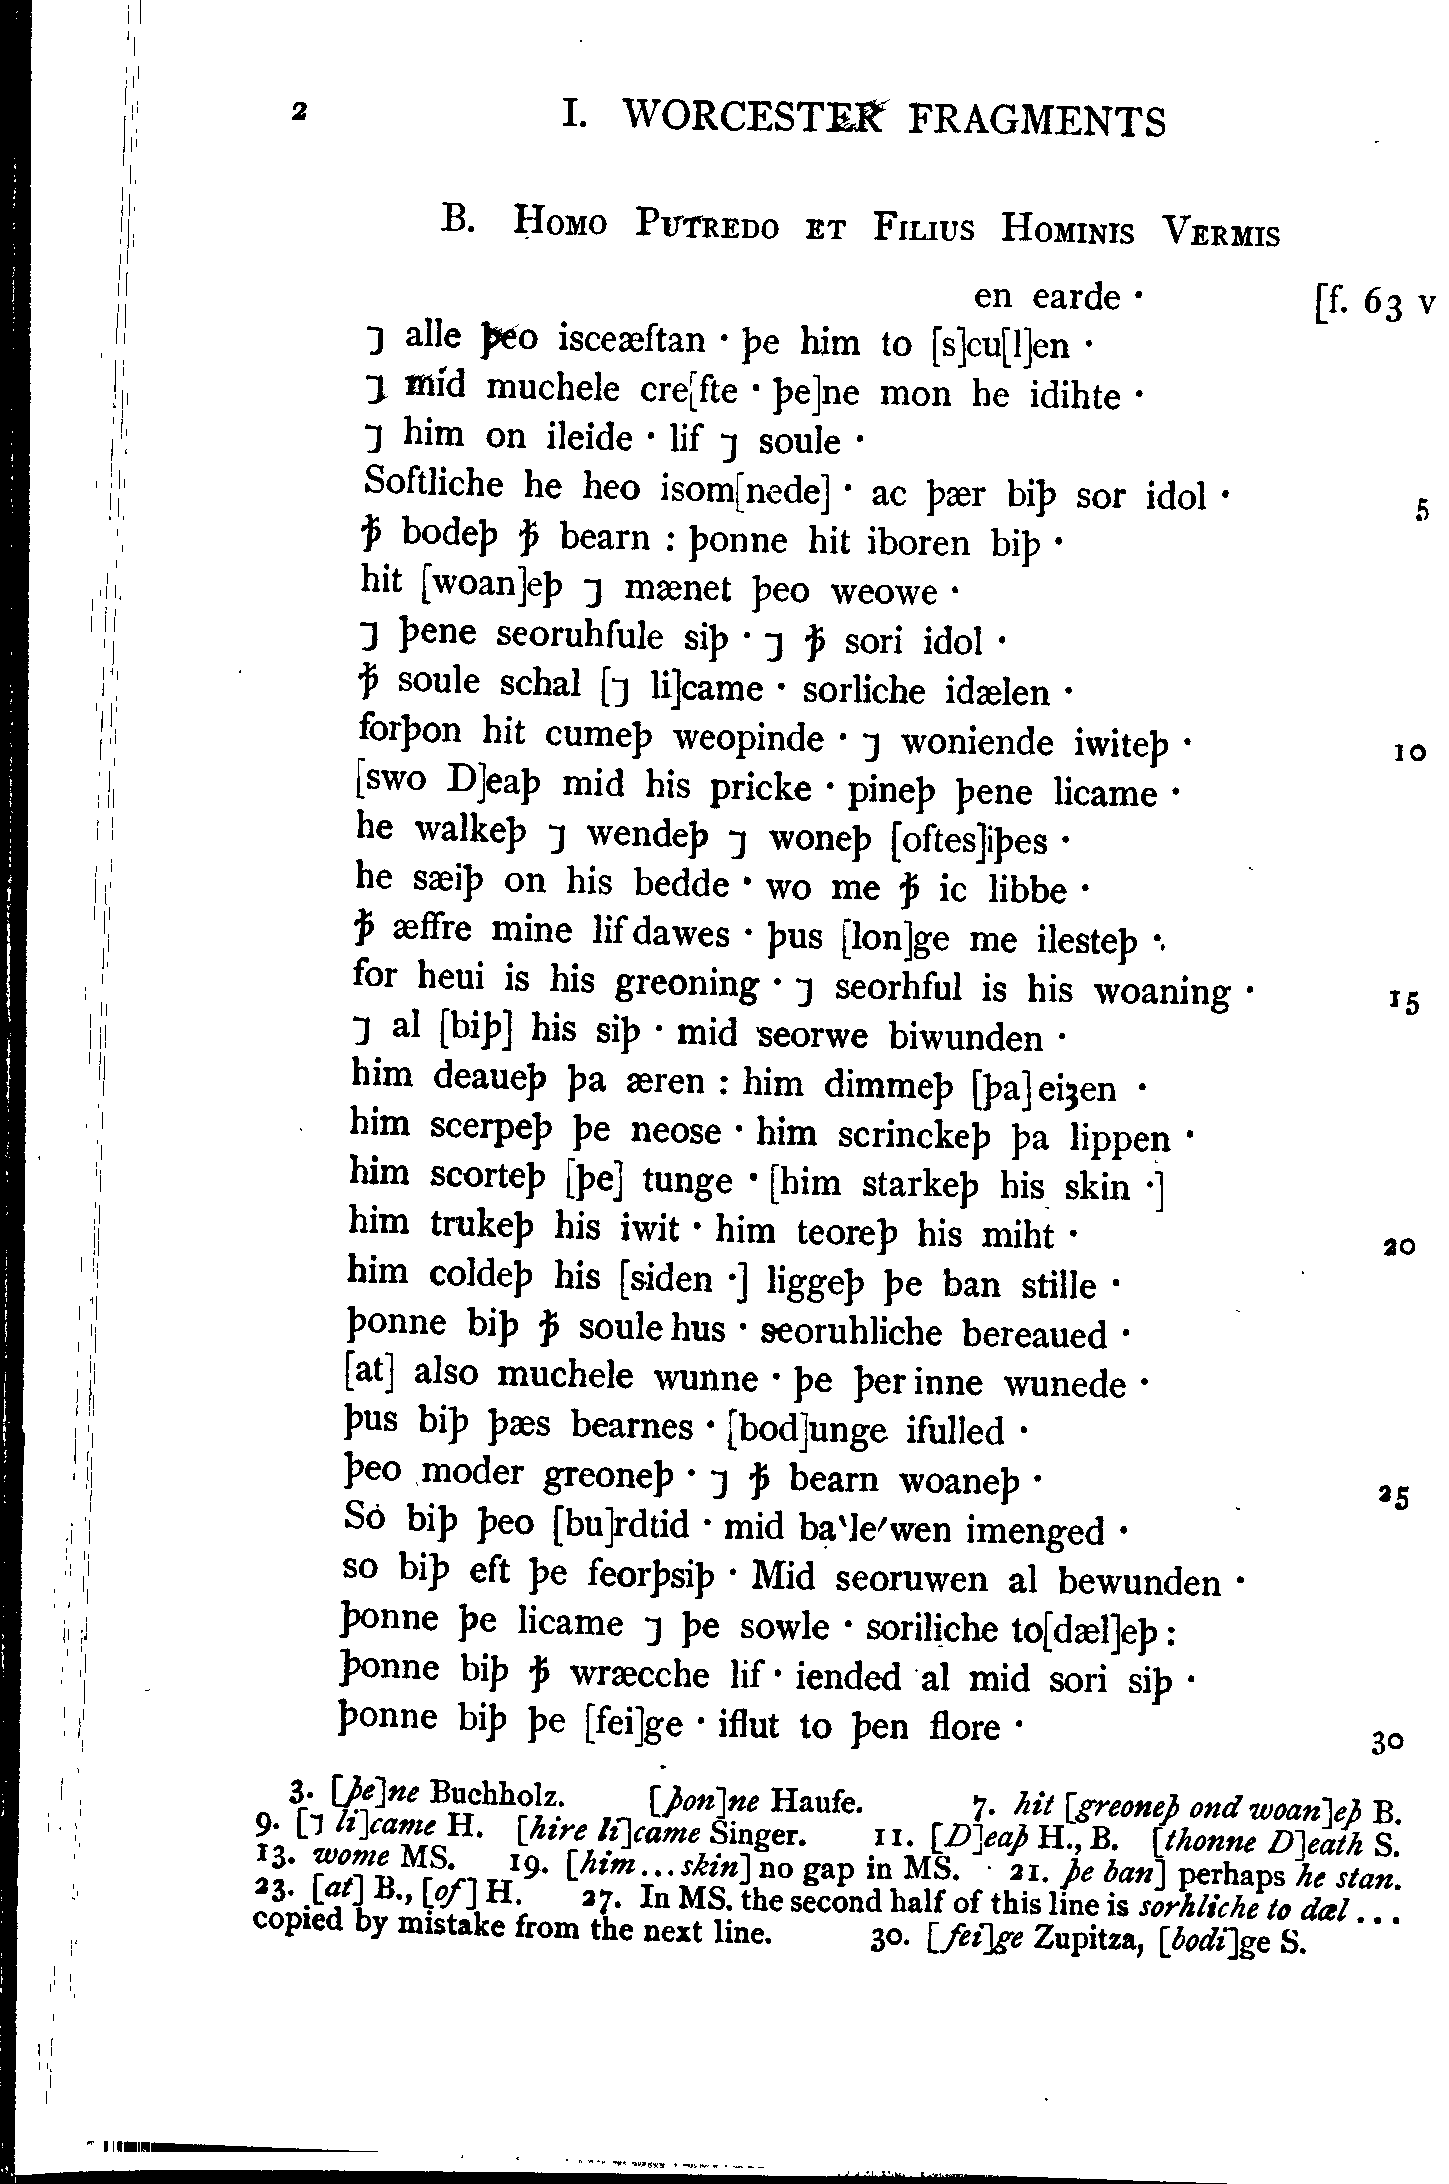 2 I. WORCESTER FRAGMENTS
B. HOMO PUTREDO ET FILIUS HOMINIS VERMIS
en earde · [f. 63 v
⁊ alle þeo isceæftan · þe him to [s]cu[l]en ·
⁊ mid muchele cre[fte · þe]ne mon he idihte ·
⁊ him on ileide · lif ⁊ soule ·
Softliche he heo isom[nede] · ac þær biþ sor idol · 5
ꝥ bodeþ ꝥ bearn : þonne hit iboren biþ ·
hit [woan]eþ ⁊ mænet þeo weowe ·
⁊ þene seoruhfule siþ · ⁊ ꝥ sori idol ·
ꝥ soule schal [⁊ li]came · sorliche idælen ·
forþon hit cumeþ weopinde · ⁊ woniende iwiteþ · 10
[swo D]eaþ mid his pricke · pineþ þene licame ·
he walkeþ ⁊ wendeþ ⁊ woneþ [oftes]iþes ·
he sæiþ on his bedde · wo me ꝥ ic libbe ·
ꝥ æffre mine lif dawes · þus [lon]ge me ilesteþ ·
for heui is his greoning · ⁊ seorhful is his woaning · 15
⁊ al [biþ] his siþ · mid seorwe biwunden ·
him deaueþ þa æren : him dimmeþ [þa] eiȝen ·
him scerpeþ þe neose · him scrinckeþ þa lippen ·
him scorteþ [þe] tunge · [him starkeþ his skin ·]
him trukeþ his iwit · him teoreþ his miht · 20
him coldeþ his [siden ·] liggeþ þe ban stille ·
þonne biþ ꝥ soule hus · seoruhliche bereaued ·
[at] also muchele wunne · þe þer inne wunede ·
þus biþ þæs bearnes · [bod]unge ifulled ·
þeo moder greoneþ · ⁊ ꝥ bearn woaneþ · 25
So biþ þeo [bu]rdtid · mid ba‵le′wen imenged ·
so biþ eft þe feorþsiþ · Mid seoruwen al bewunden ·
þonne þe licame ⁊ þe sowle · soriliche to[dæl]eþ :
þonne biþ ꝥ wræcche lif · iended al mid sori siþ ·
þonne biþ þe [fei]ge · iflut to þen flore · 30
3. [þe]ne Buchholz. [þon]ne Haufe. 7. hit [greoneþ ond woan]eþ B.
9. [⁊ li]came H. [hire li]came Singer. 11. [D]eaþ H., B. [thonne D]eath S.
13. wome MS. 19. [him...skin] no gap in MS. 21. þe ban] perhaps he stan.
23. [at] B., [of] H. 27. In MS. the second half of this line is sorhliche to dæl ...
copied by mistake from the next line. 30. [fei]ge Zupitza, [bodi]ge S.